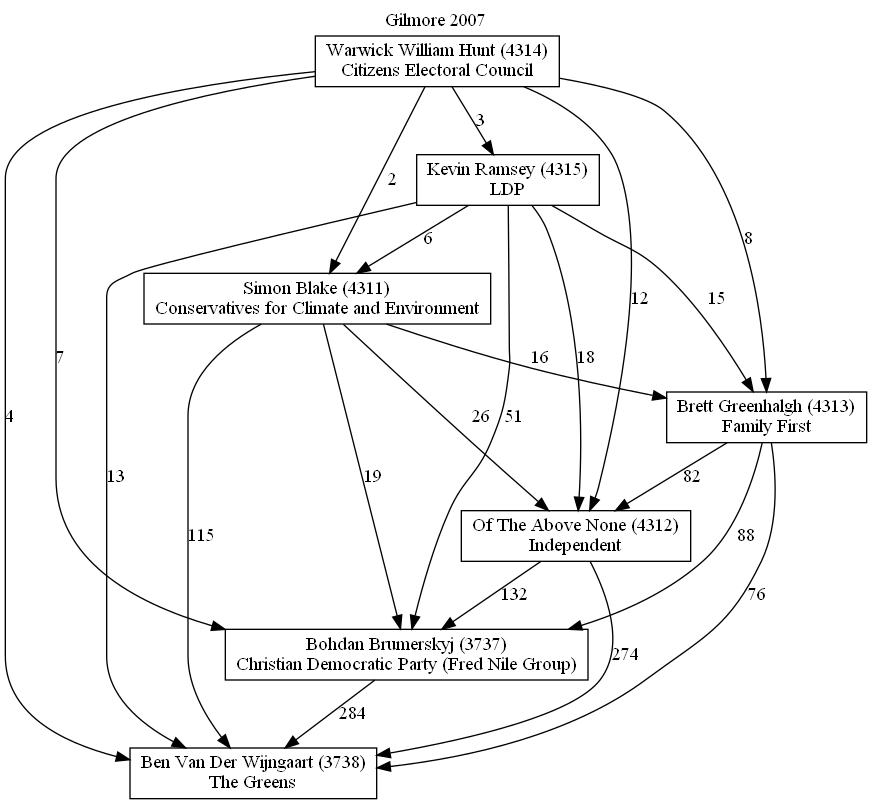 Gilmore 2007
Warwick William Hunt (4314)
Citizens Electoral Council
3
Kevin Ramsey (4315)
LDP
2
6
8
Simon Blake (4311)
Conservatives for Climate and Environment
15
12
7
16
18
4
26
51
Brett Greenhalgh (4313)
Family First
13
19
82
115
Of The Above None (4312)
Independent
88
132
76
Bohdan Brumerskyj (3737)
Christian Democratic Party (Fred Nile Group)
274
284
Ben Van Der Wijngaart (3738)
The Greens